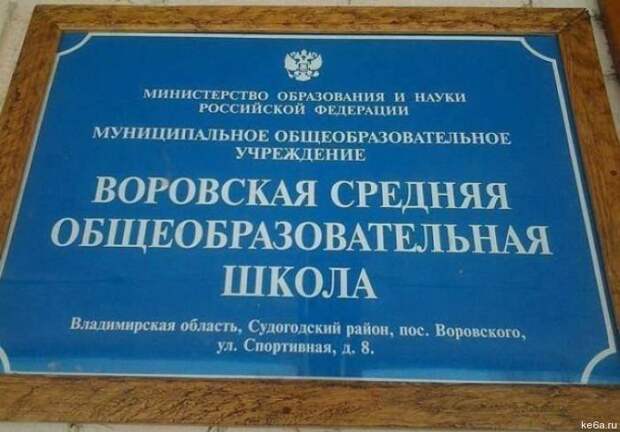 МИНИСТЕРСТВО ОБРАЗОВАНИЯ И НАУКИ
РОССИЙСКОЙ ФЕДЕРАЦИИ
МУНИЦИПАЛЬНОЕ ОБЩЕОБРАЗОВАТЕЛЬНОЕ
УЧРЕЖДЕНИЕ
ВОРОВСКАЯ СРЕДНЯЯ
ОБЩЕОБРАЗОВАТЕЛЬНАЯ
ШКОЛА
Владимирская область, Судогодский район, пос. Воровского,
ул. Спортивная, д. 8.
ke6a.ru